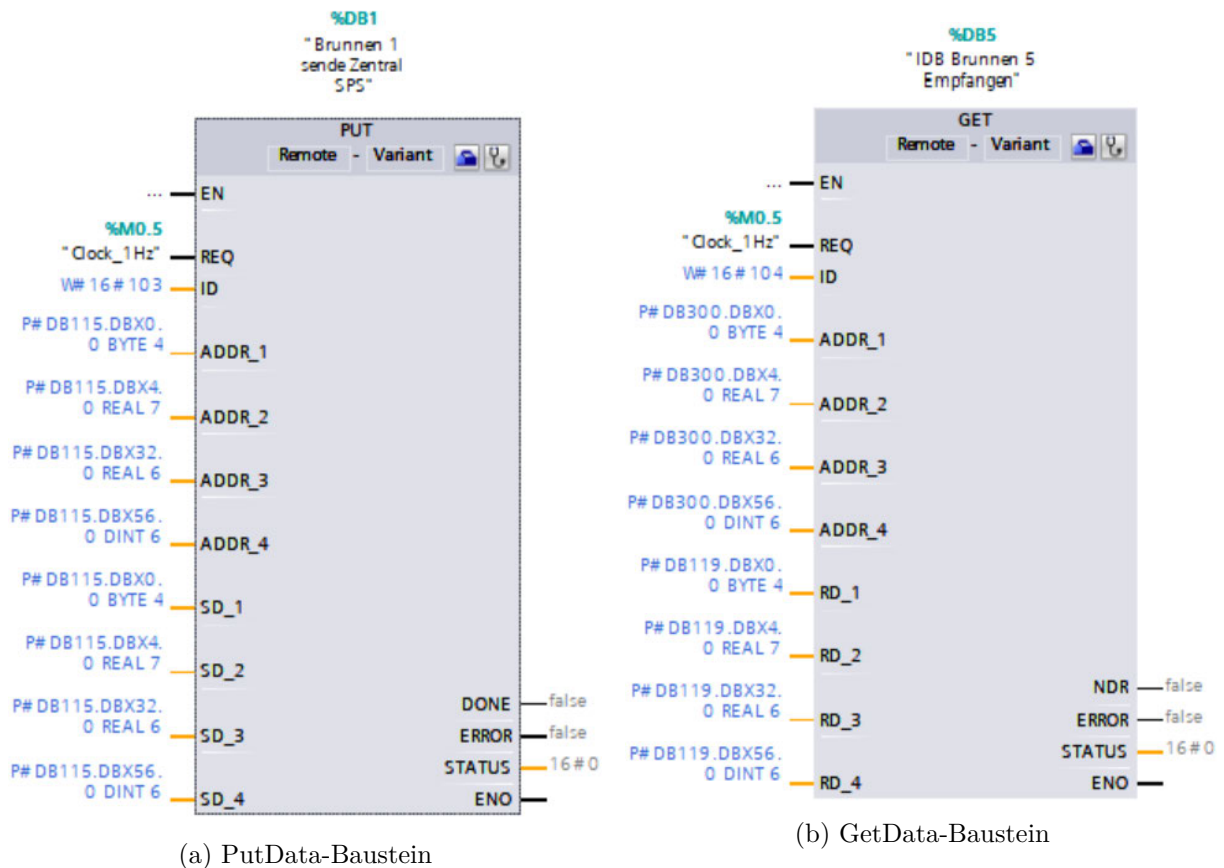 %DB1
"Brunnen 1
sende Zentral
SPS"
PUT
Remote - Variant
... EN
%M0.5
"Clock_1Hz" REQ
W#16#103 ID
P#DB115.DBX0.
0 BYTE 4 ADDR_1
P#DB115.DBX4.
0 REAL 7 ADDR_2
P#DB115.DBX32.
0 REAL 6 ADDR_3
P#DB115.DBX56.
0 DINT 6 ADDR_4
P#DB115.DBX0.
0 BYTE 4 SD_1
P#DB115.DBX4.
0 REAL 7 SD_2
DONE false
P#DB115.DBX32.
0 REAL 6 SD_3 ERROR false
STATUS 16#0
P#DB115.DBX56.
0 DINT 6 SD_4 ENO
(a) PutData-Baustein
%DB5
"IDB Brunnen 5
Empfangen"
GET
Remote - Variant
... EN
%M0.5
"Clock_1Hz" REQ
W#16#104 ID
P#DB300.DBX0.
0 BYTE 4 ADDR_1
P#DB300.DBX4.
0 REAL 7 ADDR_2
P#DB300.DBX32.
0 REAL 6 ADDR_3
P#DB300.DBX56.
0 DINT 6 ADDR_4
P#DB119.DBX0.
0 BYTE 4 RD_1
P#DB119.DBX4.
0 REAL 7 RD_2
NDR false
P#DB119.DBX32.
0 REAL 6 RD_3 ERROR false
STATUS 16#0
P#DB119.DBX56.
0 DINT 6 RD_4 ENO
(b) GetData-Baustein